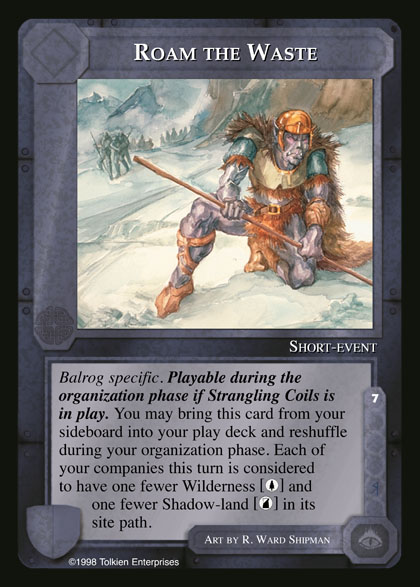 ROAM THE WASTE
SHORT-EVENT
Balrog specific. Playable during the
organization phase if Strangling Coils is
in play. You may bring this card from your
sideboard into your play deck and reshuffle
during your organization phase. Each of
your companies this turn is considered
to have one fewer Wilderness [ ] and
one fewer Shadow-land [ ] in its
site path.
7
ART BY R. WARD SHIPMAN
©1998 Tolkien Enterprises